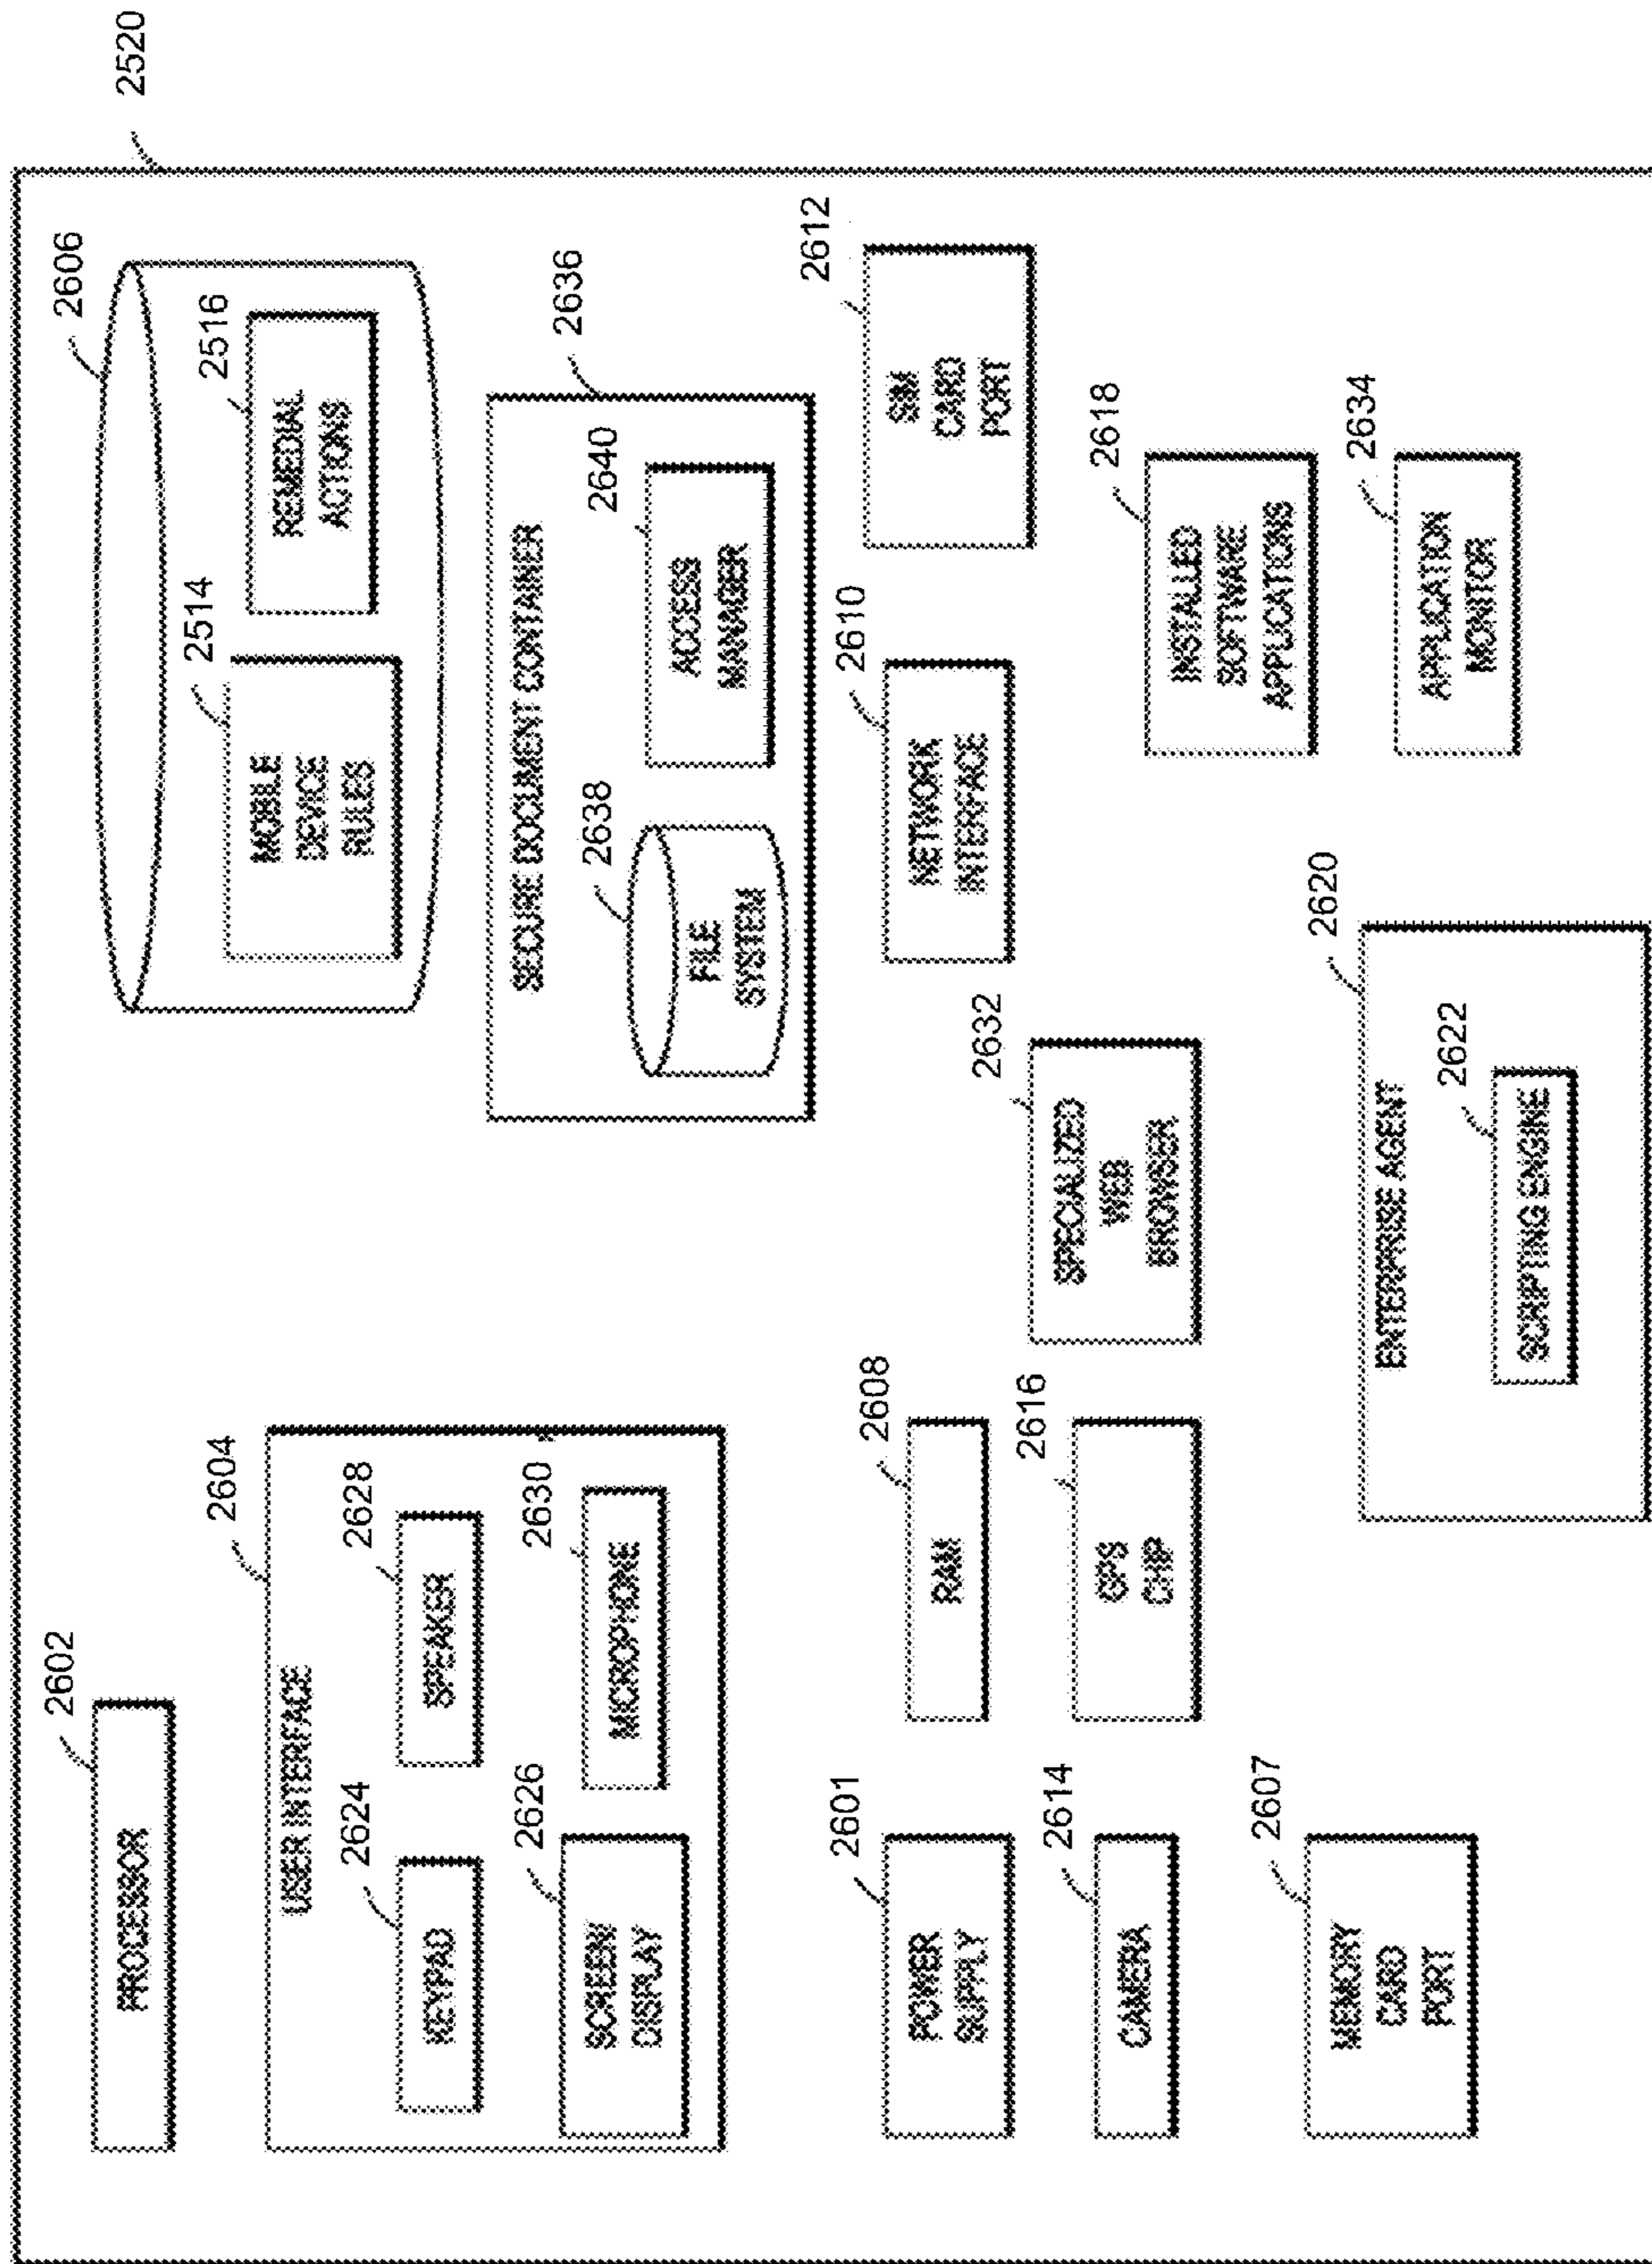 2520
2602
PROCESSOR
2604
USER INTERFACE
2624
KEYPAD
2628
SPEAKER
2626
SCREEN/
DISPLAY
2630
MICROPHONE
2606
2514
MOBILE
DEVICE
RULES
2516
REMEDIAL
ACTIONS
2636
SECURE DOCUMENT CONTAINER
2638
FILE
SYSTEM
2640
ACCESS
MANAGER
2601
POWER
SUPPLY
2608
RAM
2610
NETWORK
INTERFACE
2612
SIM
CARD
PORT
2614
CAMERA
2616
GPS
CHIP
2632
SPECIALIZED
WEB
BROWSER
2618
INSTALLED
SOFTWARE
APPLICATIONS
2607
MEMORY
CARD
PORT
2620
ENTERPRISE AGENT
2622
SCRIPTING ENGINE
2634
APPLICATION
MONITOR